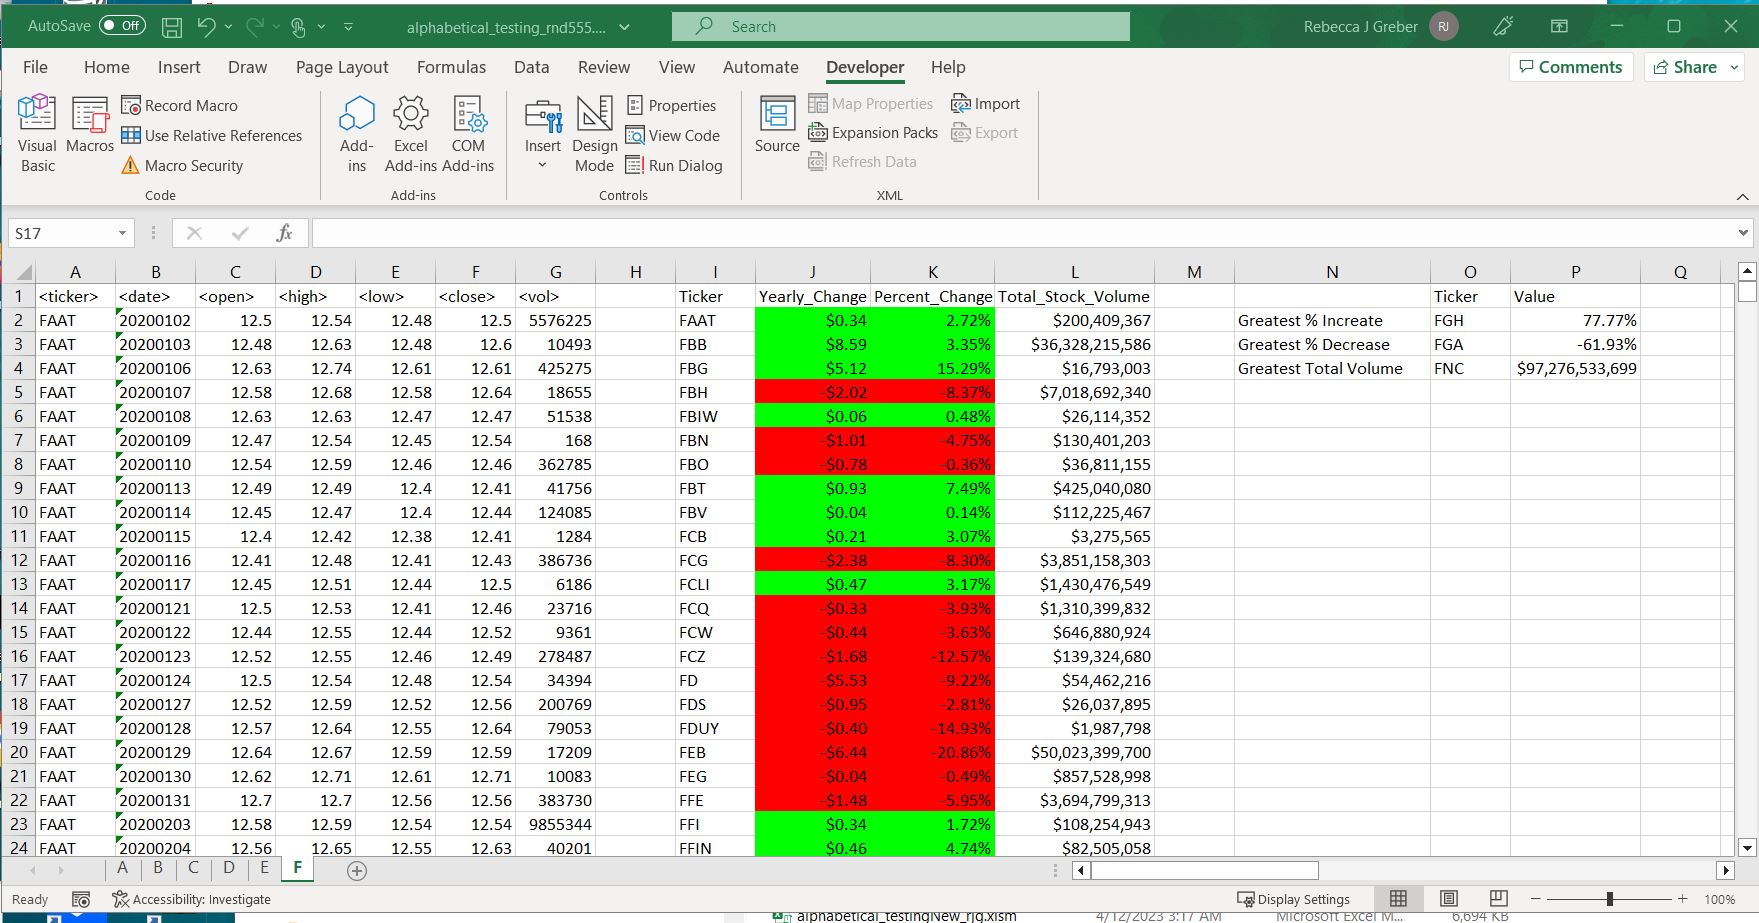 AutoSave Off alphabetical_testing_rnd555.... Search Rebecca J Greber RJ
File Home Insert Draw Page Layout Formulas Data Review View Automate Developer Help Comments Share
Visual Basic
Macros
Record Macro
Use Relative References
Macro Security
Code
Add-ins
Excel Add-ins
COM Add-ins
Add-ins
Insert
Design Mode
Properties
View Code
Run Dialog
Controls
Source
Map Properties
Expansion Packs
Refresh Data
Import
Export
XML
S17 fx
A B C D E F G H I J K L M N O P Q
1 <ticker> <date> <open> <high> <low> <close> <vol> Ticker Yearly_Change Percent_Change Total_Stock_Volume Ticker Value
2 FAAT 20200102 12.5 12.54 12.48 12.5 5576225 FAAT $0.34 2.72% $200,409,367 Greatest % Increate FGH 77.77%
3 FAAT 20200103 12.48 12.63 12.48 12.6 10493 FBB $8.59 3.35% $36,328,215,586 Greatest % Decrease FGA -61.93%
4 FAAT 20200106 12.63 12.74 12.61 12.61 425275 FBG $5.12 15.29% $16,793,003 Greatest Total Volume FNC $97,276,533,699
5 FAAT 20200107 12.58 12.68 12.58 12.64 18655 FBH -$2.02 -8.37% $7,018,692,340
6 FAAT 20200108 12.63 12.63 12.47 12.47 51538 FBIW $0.06 0.48% $26,114,352
7 FAAT 20200109 12.47 12.54 12.45 12.54 168 FBN -$1.01 -4.75% $130,401,203
8 FAAT 20200110 12.54 12.59 12.46 12.46 362785 FBO -$0.78 -0.36% $36,811,155
9 FAAT 20200113 12.49 12.49 12.4 12.41 41756 FBT $0.93 7.49% $425,040,080
10 FAAT 20200114 12.45 12.47 12.4 12.44 124085 FBV $0.04 0.14% $112,225,467
11 FAAT 20200115 12.4 12.42 12.38 12.41 1284 FCB $0.21 3.07% $3,275,565
12 FAAT 20200116 12.41 12.48 12.41 12.43 386736 FCG -$2.38 -8.30% $3,851,158,303
13 FAAT 20200117 12.45 12.51 12.44 12.5 6186 FCLI $0.47 3.17% $1,430,476,549
14 FAAT 20200121 12.5 12.53 12.41 12.46 23716 FCQ -$0.33 -3.93% $1,310,399,832
15 FAAT 20200122 12.44 12.55 12.44 12.52 9361 FCW -$0.44 -3.63% $646,880,924
16 FAAT 20200123 12.52 12.55 12.46 12.49 278487 FCZ -$1.68 -12.57% $139,324,680
17 FAAT 20200124 12.5 12.54 12.48 12.54 34394 FD -$5.53 -9.22% $54,462,216
18 FAAT 20200127 12.52 12.59 12.52 12.56 200769 FDS -$0.95 -2.81% $26,037,895
19 FAAT 20200128 12.57 12.64 12.55 12.64 79053 FDUY -$0.40 -14.93% $1,987,798
20 FAAT 20200129 12.64 12.67 12.59 12.59 17209 FEB -$6.44 -20.86% $50,023,399,700
21 FAAT 20200130 12.62 12.71 12.61 12.71 10083 FEG -$0.04 -0.49% $857,528,998
22 FAAT 20200131 12.7 12.7 12.56 12.56 383730 FFE -$1.48 -5.95% $3,694,799,313
23 FAAT 20200203 12.58 12.59 12.54 12.54 9855344 FFI $0.34 1.72% $108,254,943
24 FAAT 20200204 12.56 12.65 12.55 12.63 40201 FFIN $0.46 4.74% $82,505,058
A B C D E F
Ready Accessibility: Investigate Display Settings 100%
alphabetical_testingNew_rjg.xlsm 4/12/2023 3:17 AM Microsoft Excel M... 6,694 KB